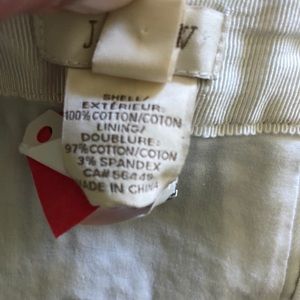 J W
SHELL/
EXTÉRIEUR:
100% COTTON/COTON
LINING/
DOUBLURE:
97% COTTON/COTON
3% SPANDEX
CA# 56449
MADE IN CHINA